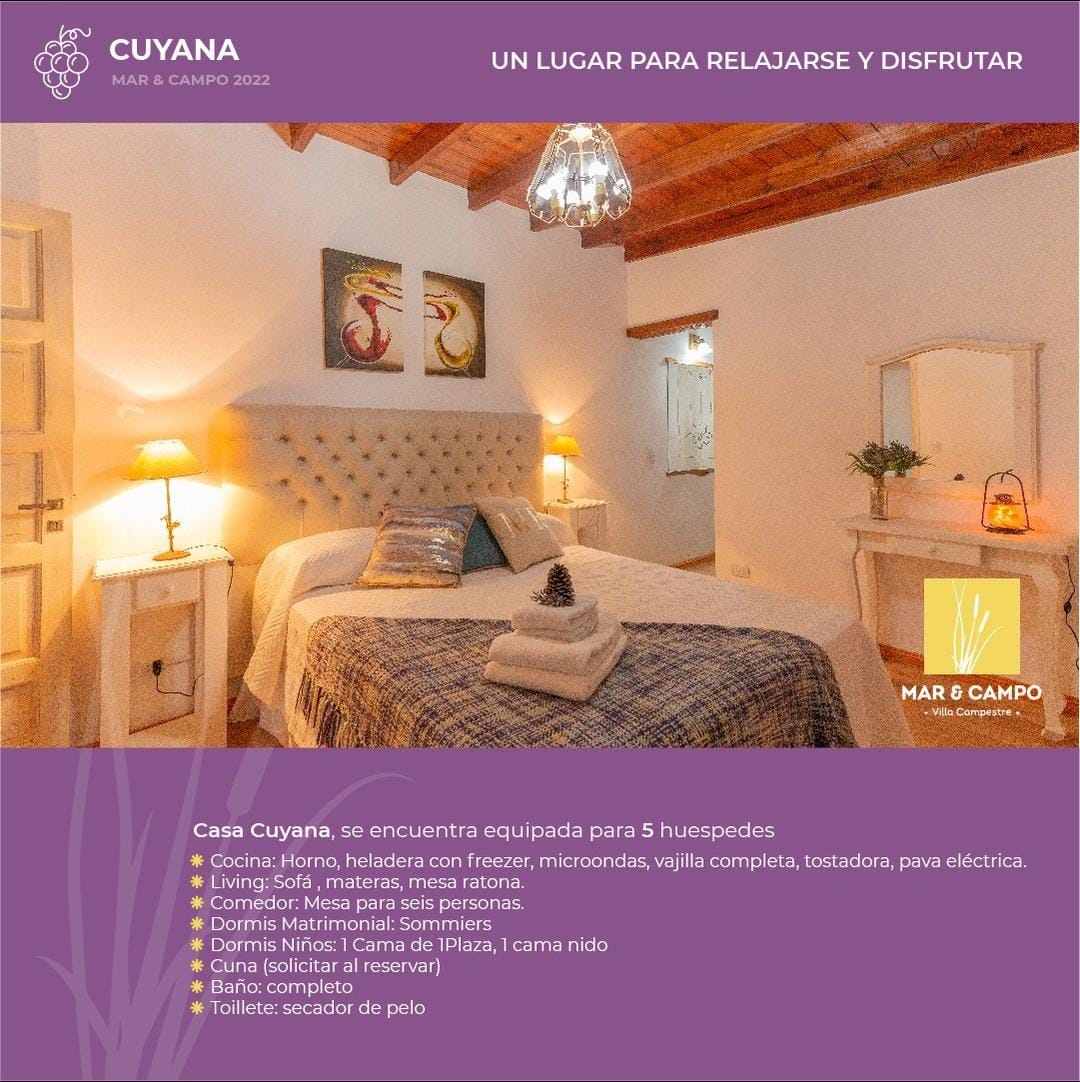 CUYANA
MAR & CAMPO 2022
UN LUGAR PARA RELAJARSE Y DISFRUTAR
MAR & CAMPO
• Villa Campestre •
Casa Cuyana, se encuentra equipada para 5 huespedes
Cocina: Horno, heladera con freezer, microondas, vajilla completa, tostadora, pava eléctrica.
Living: Sofá , materas, mesa ratona.
Comedor: Mesa para seis personas.
Dormis Matrimonial: Sommiers
Dormis Niños: 1 Cama de 1Plaza, 1 cama nido
Cuna (solicitar al reservar)
Baño: completo
Toillete: secador de pelo